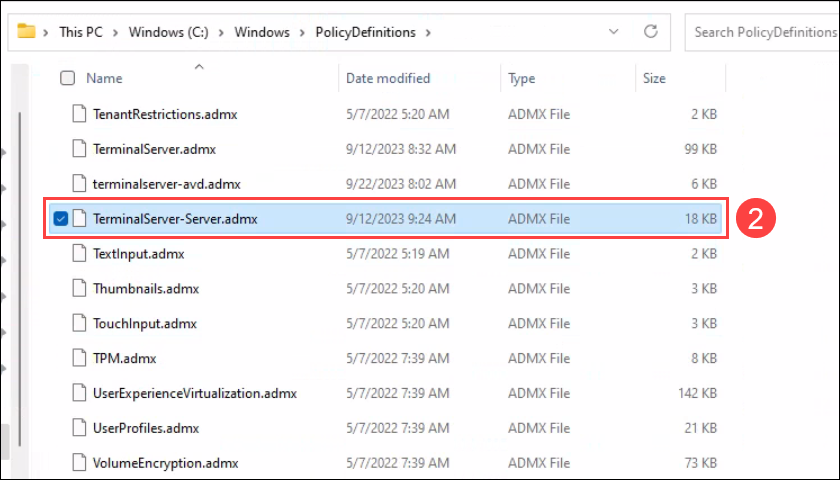 This PC > Windows (C:) > Windows > PolicyDefinitions >
Search PolicyDefinitions
Name Date modified Type Size
TenantRestrictions.admx 5/7/2022 5:20 AM ADMX File 2 KB
TerminalServer.admx 9/12/2023 8:32 AM ADMX File 99 KB
terminalserver-avd.admx 9/22/2023 8:02 AM ADMX File 6 KB
TerminalServer-Server.admx 9/12/2023 9:24 AM ADMX File 18 KB 2
TextInput.admx 5/7/2022 5:19 AM ADMX File 2 KB
Thumbnails.admx 5/7/2022 5:20 AM ADMX File 3 KB
TouchInput.admx 5/7/2022 5:20 AM ADMX File 3 KB
TPM.admx 5/7/2022 7:39 AM ADMX File 8 KB
UserExperienceVirtualization.admx 5/7/2022 7:39 AM ADMX File 142 KB
UserProfiles.admx 5/7/2022 7:39 AM ADMX File 21 KB
VolumeEncryption.admx 5/7/2022 7:39 AM ADMX File 73 KB